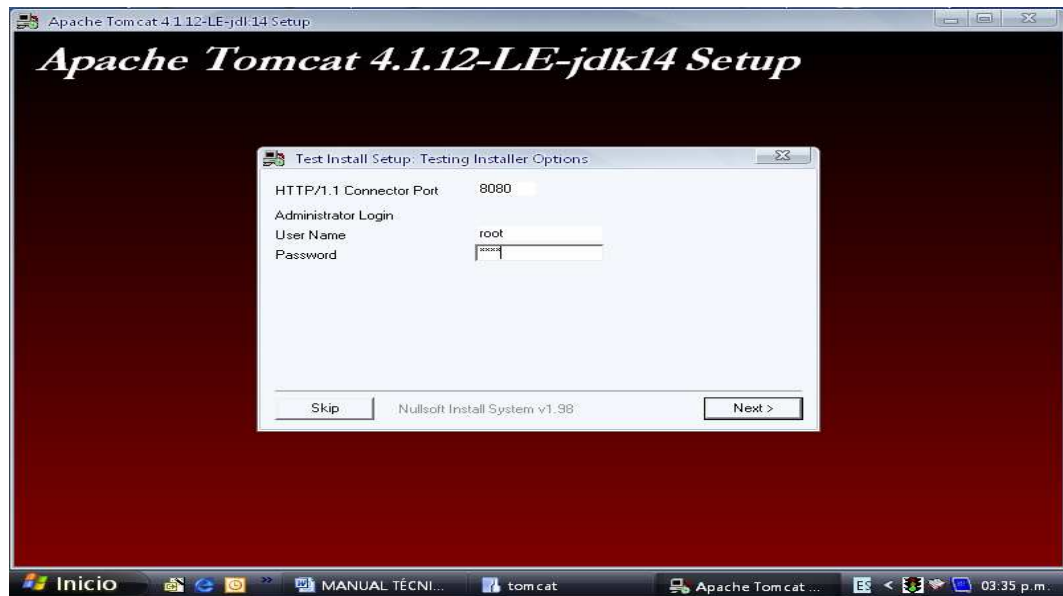 Apache Tomcat 4.1.12-LE-jdk14 Setup
Apache Tomcat 4.1.12-LE-jdk14 Setup
Test Install Setup: Testing Installer Options
HTTP/1.1 Connector Port 8080
Administrator Login
User Name root
Password ****
Skip Nullsoft Install System v1.98 Next >
Inicio » MANUAL TÉCNI... tomcat Apache Tomcat ... ES < 03:35 p.m.